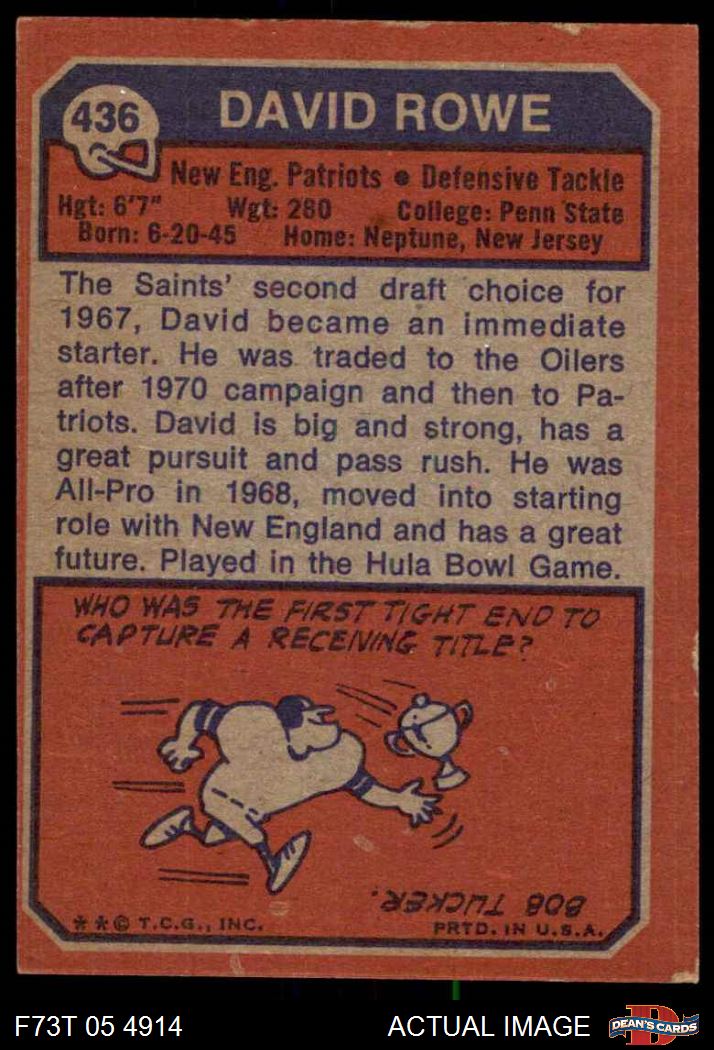 436
DAVID ROWE
New Eng. Patriots • Defensive Tackle
Hgt: 6'7" Wgt: 280 College: Penn State
Born: 6-20-45 Home: Neptune, New Jersey
The Saints' second draft choice for
1967, David became an immediate
starter. He was traded to the Oilers
after 1970 campaign and then to Pa-
triots. David is big and strong, has a
great pursuit and pass rush. He was
All-Pro in 1968, moved into starting
role with New England and has a great
future. Played in the Hula Bowl Game.
WHO WAS THE FIRST TIGHT END TO
CAPTURE A RECEIVING TITLE?
BOB TUCKER.
**© T.C.G., INC. PRTD. IN U.S.A.
F73T 05 4914 ACTUAL IMAGE D DEAN'S CARDS